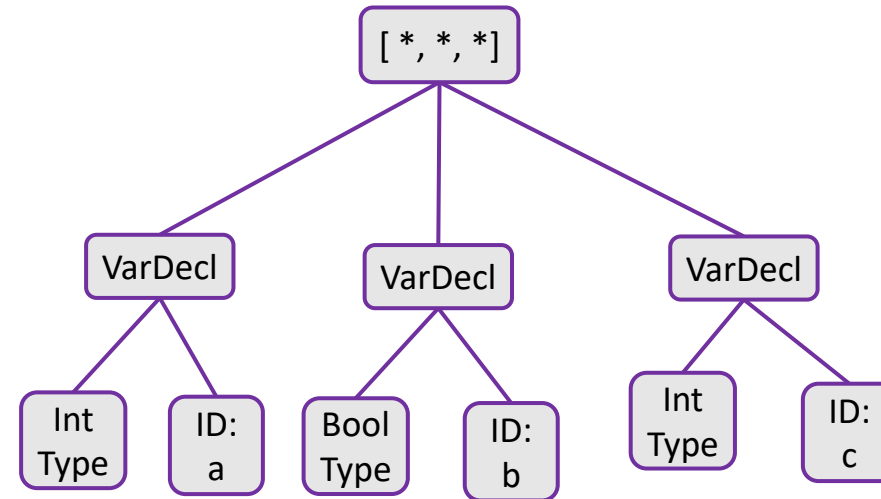 [ *, *, *]
VarDecl
VarDecl
VarDecl
Int
Type
ID:
a
Bool
Type
ID:
b
Int
Type
ID:
c